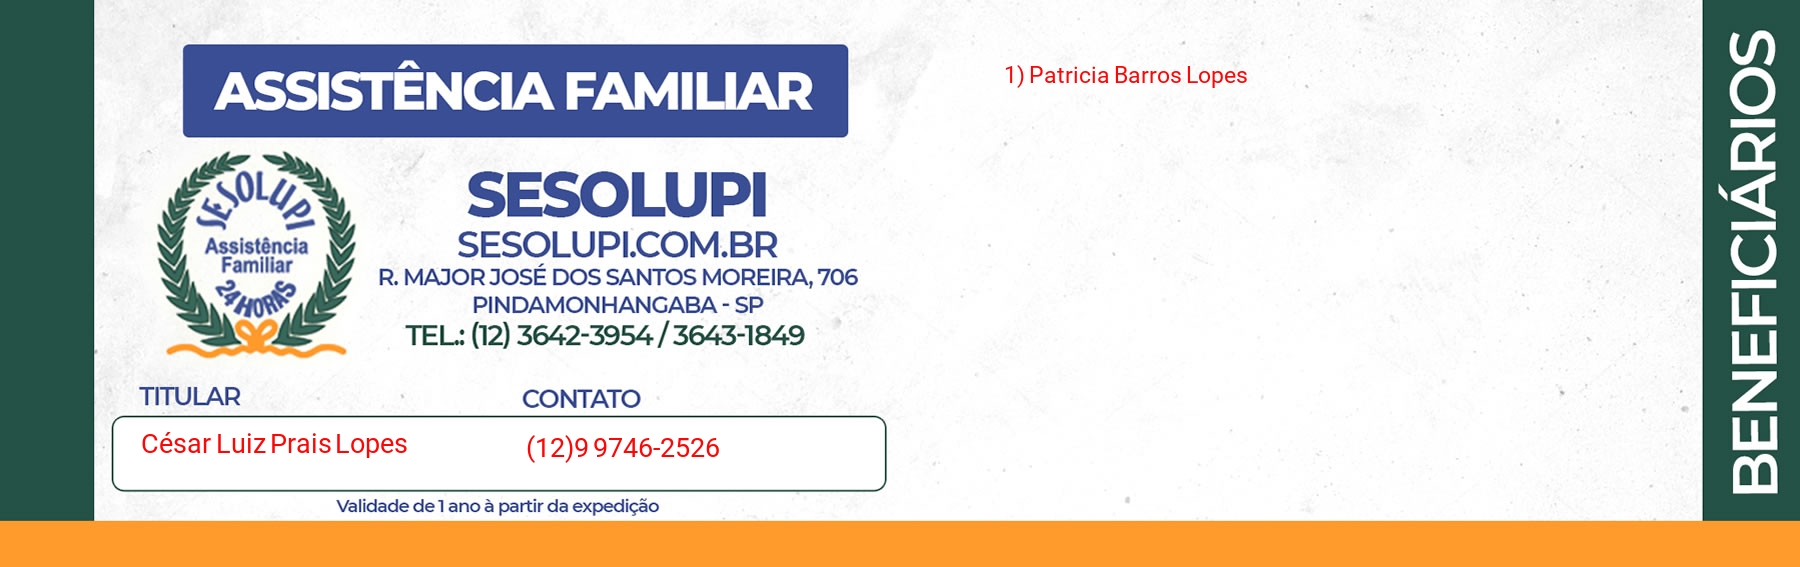 ASSISTÊNCIA FAMILIAR
SESOLUPI
Assistência
Familiar
24 HORAS
SESOLUPI
SESOLUPI.COM.BR
R. MAJOR JOSÉ DOS SANTOS MOREIRA, 706
PINDAMONHANGABA - SP
TEL.: (12) 3642-3954 / 3643-1849
TITULAR
CONTATO
César Luiz Prais Lopes
(12)9 9746-2526
Validade de 1 ano à partir da expedição
1) Patricia Barros Lopes
BENEFICIÁRIOS